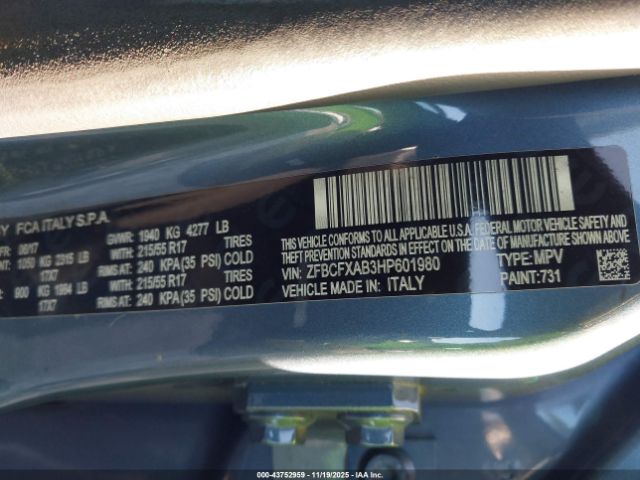 Y FCA ITALY S.P.A.
GVWR: 1940 KG 4277 LB
1050 KG 2315 LB TIRES
17X7 WITH: 215/55 R17
RIMS AT: 240 KPA(35 PSI) COLD
900 KG 1984 LB TIRES
17X7 WITH: 215/55 R17
RIMS AT: 240 KPA(35 PSI) COLD
THIS VEHICLE CONFORMS TO ALL APPLICABLE U.S.A. FEDERAL MOTOR VEHICLE SAFETY
BUMPER, AND THEFT PREVENTION STANDARDS IN EFFECT ON THE DATE OF MANUFACTURE SHOWN ABOVE.
VIN: ZFBCFXAB3HP601980 TYPE: MPV
VEHICLE MADE IN: ITALY PAINT:731
000-43752959 - 11/19/2025 - IAAI.COM